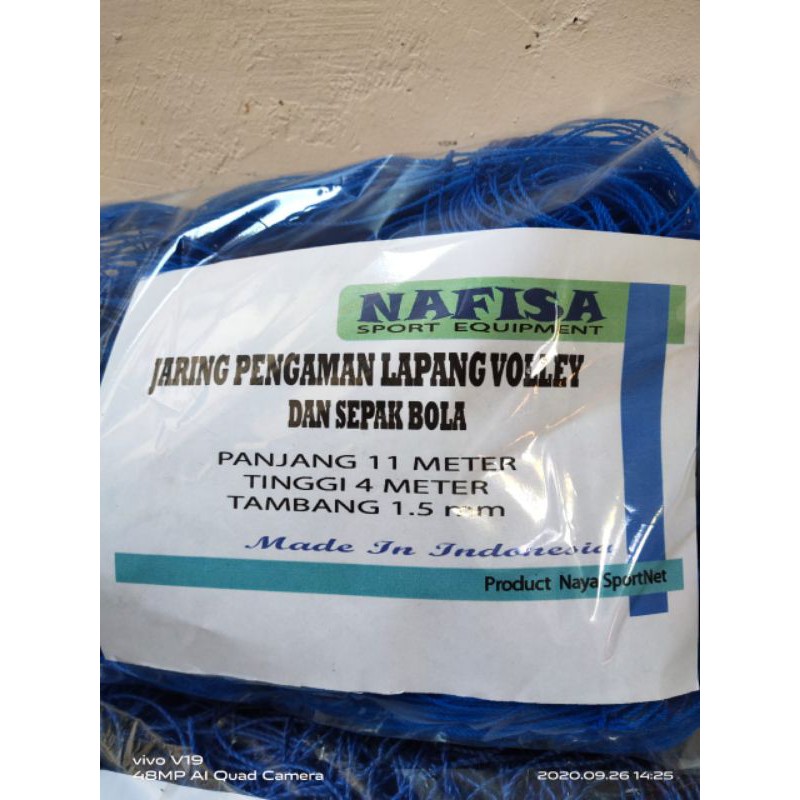 NAFISA
SPORT EQUIPMENT
JARING PENGAMAN LAPANG VOLLEY
DAN SEPAK BOLA
PANJANG 11 METER
TINGGI 4 METER
TAMBANG 1.5 mm
Made In Indonesia
Product Naya SportNet
vivo V19
48MP AI Quad Camera
2020.09.26 14:25